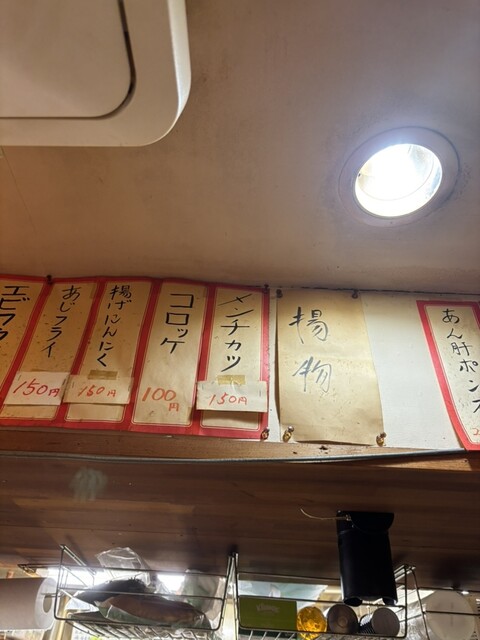 揚物
メンチカツ
150円
コロッケ
100円
揚げにんにく
150円
あじフライ
150円
エビフラ
あん肝ポンズ